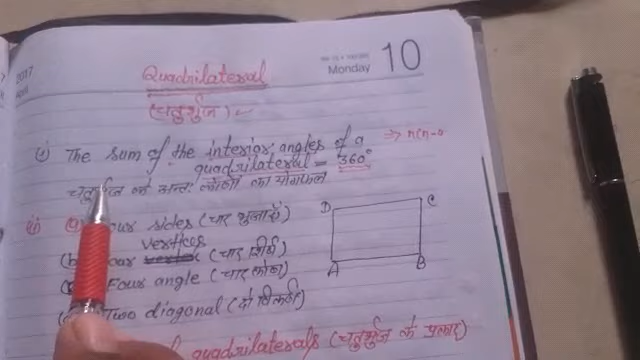 2017
Monday 10
Quadrilateral
(चतुर्भुज)
(i) The sum of the interior angles of a
quadrilateral = 360°
चतुर्भुज के अन्तः कोणों का योगफल
(ii) Four sides (चार भुजाएँ)
vertices
Four (चार शीर्ष)
Four angle (चार कोण)
Two diagonal (दो विकर्ण)
D C
A B
quadrilaterals (चतुर्भुज के प्रकार)